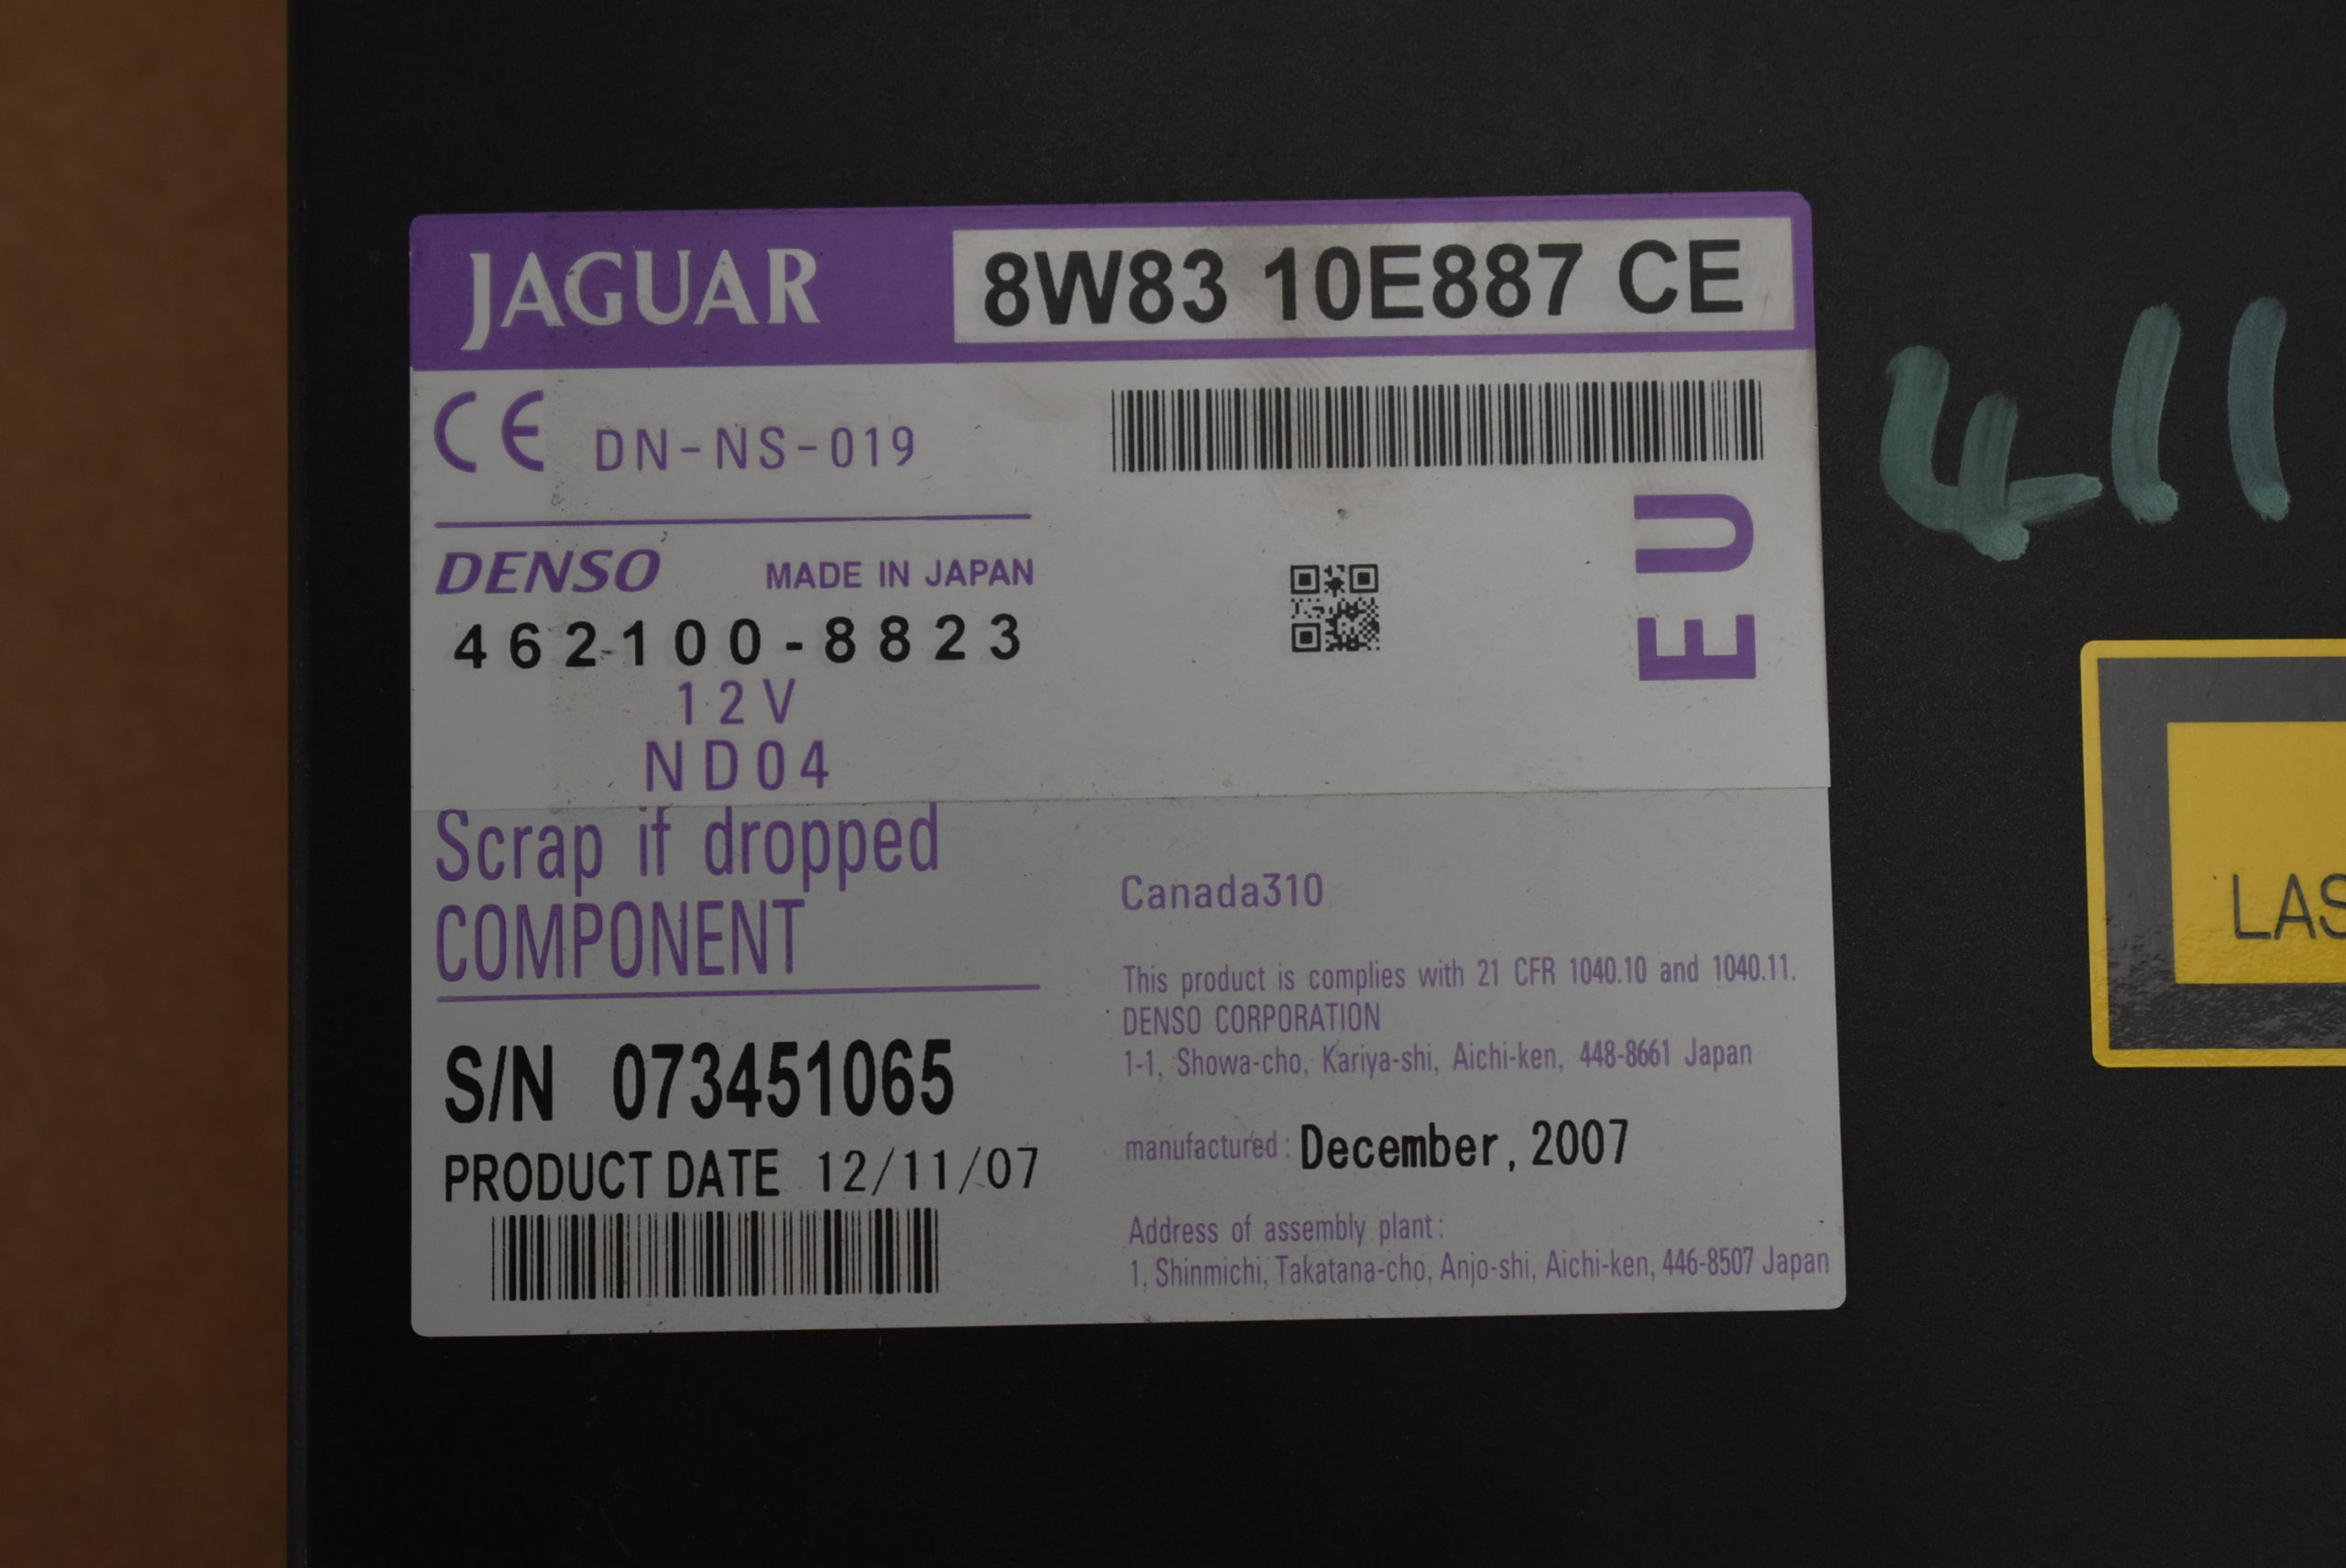 JAGUAR 8W83 10E887 CE
CE DN-NS-019
EU
DENSO MADE IN JAPAN
462100-8823
12V
ND04
Scrap if dropped
COMPONENT
S/N 073451065
PRODUCT DATE 12/11/07
Canada310
This product is complies with 21 CFR 1040.10 and 1040.11.
DENSO CORPORATION
1-1, Showa-cho, Kariya-shi, Aichi-ken, 448-8661 Japan
manufactured: December, 2007
Address of assembly plant:
1, Shinmichi, Takatana-cho, Anjo-shi, Aichi-ken, 446-8507 Japan
411